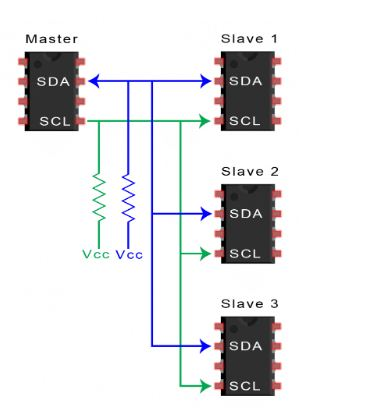 Master
Slave 1
SDA
SDA
SCL
SCL
Slave 2
SDA
Vcc
Vcc
SCL
Slave 3
SDA
SCL